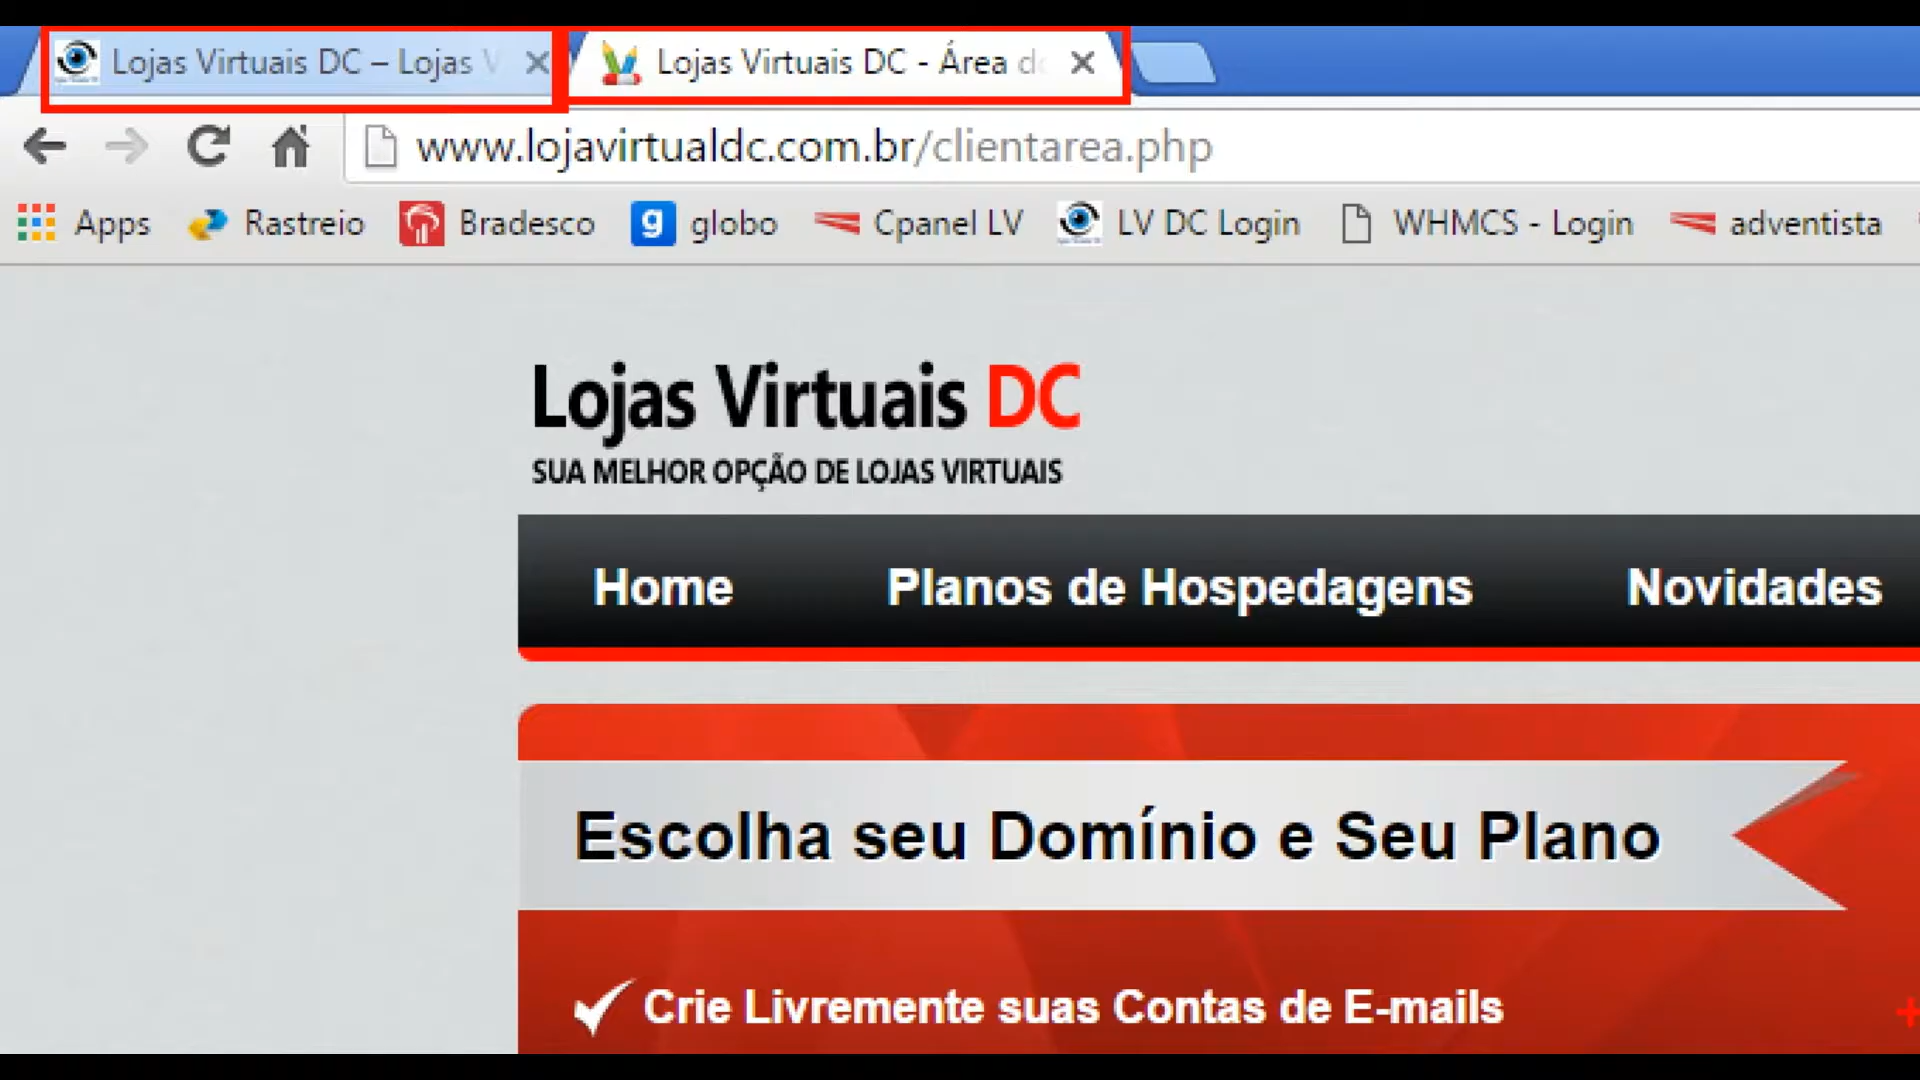 Lojas Virtuais DC – Lojas V
Lojas Virtuais DC - Área d
www.lojavirtualdc.com.br/clientarea.php
Apps Rastreio Bradesco g globo Cpanel LV LV DC Login WHMCS - Login adventista
Lojas Virtuais DC
SUA MELHOR OPÇÃO DE LOJAS VIRTUAIS
Home Planos de Hospedagens Novidades
Escolha seu Domínio e Seu Plano
Crie Livremente suas Contas de E-mails
+